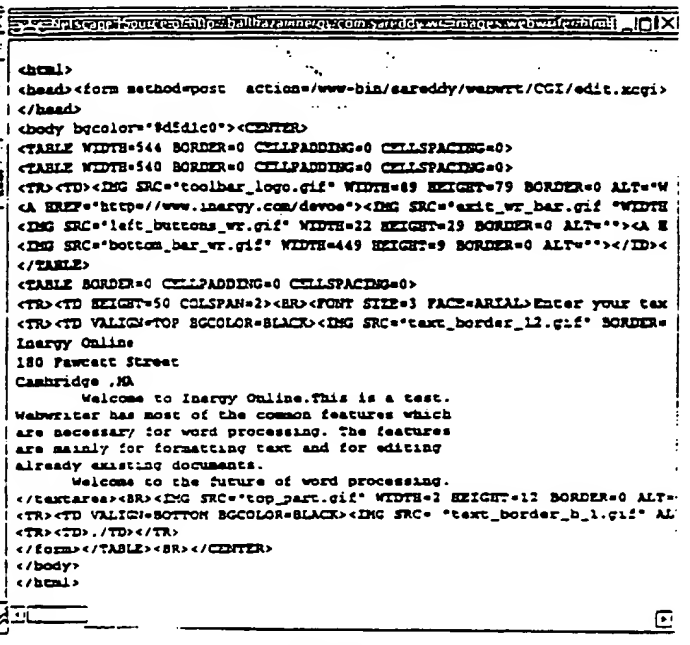 Netscape
<html>
<head><form method=post action=/www-bin/sareddy/webwrt/CGI/edit.xcgi>
</head>
<body bgcolor="#d1d1c0"><CENTER>
<TABLE WIDTH=544 BORDER=0 CELLPADDING=0 CELLSPACING=0>
<TABLE WIDTH=540 BORDER=0 CELLPADDING=0 CELLSPACING=0>
<TR><TD><IMG SRC="toolbar_logo.gif" WIDTH=89 HEIGHT=79 BORDER=0 ALT="W
<A HREF="http=//www.inergy.com/devos"><IMG SRC="exit_wr_bar.gif "WIDTH
<IMG SRC="left_buttons_wr.gif" WIDTH=22 HEIGHT=29 BORDER=0 ALT=""><A H
<IMG SRC="bottom_bar_wr.gif" WIDTH=449 HEIGHT=9 BORDER=0 ALT=""></TD><
</TABLE>
<TABLE BORDER=0 CELLPADDING=0 CELLSPACING=0>
<TR><TD HEIGHT=50 COLSPAN=2><BR><FONT SIZE=3 FACE=ARIAL>Enter your tex
<TR><TD VALIGN=TOP BGCOLOR=BLACK><IMG SRC="text_border_12.gif" BORDER=
Inergy Online
180 Fawcett Street
Cambridge ,MA
Welcome to Inergy Online.This is a test.
Webwriter has most of the common features which
are necessary for word processing. The features
are mainly for formatting text and for editing
already existing documents.
Welcome to the future of word processing.
</textarea><BR><IMG SRC="top_part.gif" WIDTH=2 HEIGHT=12 BORDER=0 ALT=
<TR><TD VALIGN=BOTTOM BGCOLOR=BLACK><IMG SRC= "text_border_b_1.gif" AL
<TR><TD>./TD></TR>
</form></TABLE><BR></CENTER>
</body>
</html>